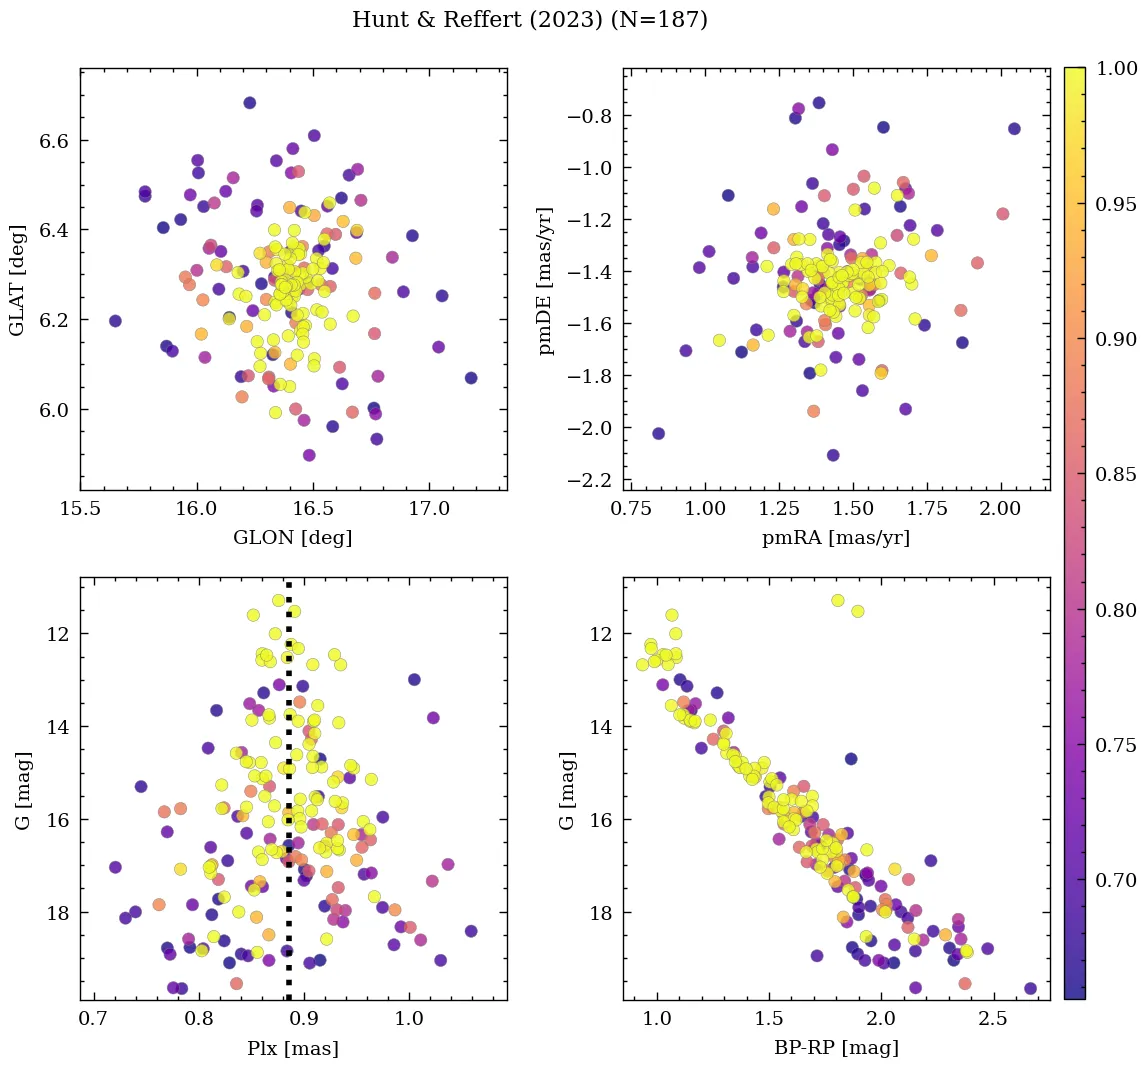 Hunt & Reffert (2023) (N=187)
6.6
6.4
6.2
6.0
GLAT [deg]
15.5 16.0 16.5 17.0
GLON [deg]
−0.8
−1.0
−1.2
−1.4
−1.6
−1.8
−2.0
−2.2
pmDE [mas/yr]
0.75 1.00 1.25 1.50 1.75 2.00
pmRA [mas/yr]
12
14
16
18
G [mag]
0.7 0.8 0.9 1.0
Plx [mas]
12
14
16
18
G [mag]
1.0 1.5 2.0 2.5
BP-RP [mag]
1.00
0.95
0.90
0.85
0.80
0.75
0.70